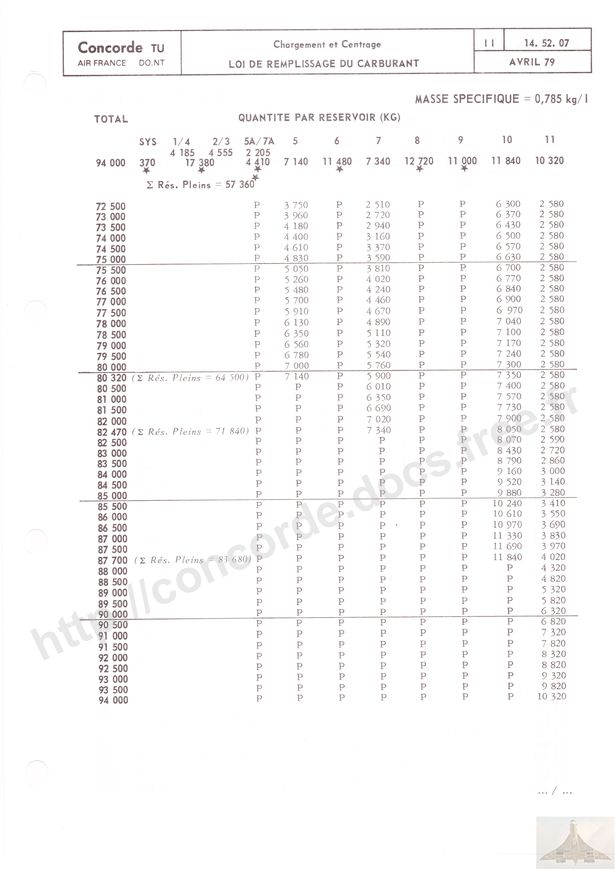 Concorde TU
AIR FRANCE DO.NT
Chargement et Centrage
LOI DE REMPLISSAGE DU CARBURANT
11 14. 52. 07
AVRIL 79
MASSE SPECIFIQUE = 0,785 kg/l
TOTAL QUANTITE PAR RESERVOIR (KG)
SYS 1/4 2/3 5A/7A 5 6 7 8 9 10 11
4 185 4 555 2 205
94 000 370 17 380 4 410 7 140 11 480 7 340 12 720 11 000 11 840 10 320
★ ★ ★ ★ ★ ★
Σ Rés. Pleins = 57 360 ★
72 500 P 3 750 2 510 P P 6 300 2 580
73 000 P 3 960 2 720 P P 6 370 2 580
73 500 P 4 180 2 940 P P 6 430 2 580
74 000 P 4 400 3 160 P P 6 500 2 580
74 500 P 4 610 3 370 P P 6 570 2 580
75 000 P 4 830 3 590 P P 6 630 2 580
75 500 P 5 050 3 810 P P 6 700 2 580
76 000 P 5 260 4 020 P P 6 770 2 580
76 500 P 5 480 4 240 P P 6 840 2 580
77 000 P 5 700 4 460 P P 6 900 2 580
77 500 P 5 910 4 670 P P 6 970 2 580
78 000 P 6 130 4 890 P P 7 040 2 580
78 500 P 6 350 5 110 P P 7 100 2 580
79 000 P 6 560 5 320 P P 7 170 2 580
79 500 P 6 780 5 540 P P 7 240 2 580
80 000 P 7 000 5 760 P P 7 300 2 580
80 320 (Σ Rés. Pleins = 64 500) P 7 140 5 900 P P 7 350 2 580
80 500 P P 6 010 P P 7 400 2 580
81 000 P P 6 350 P P 7 570 2 580
81 500 P P 6 690 P P 7 730 2 580
82 000 P P 7 020 P P 7 900 2 580
82 470 (Σ Rés. Pleins = 71 840) P P 7 340 P P 8 050 2 580
82 500 P P P P P 8 070 2 590
83 000 P P P P P 8 430 2 720
83 500 P P P P P 8 790 2 860
84 000 P P P P P 9 160 3 000
84 500 P P P P P 9 520 3 140
85 000 P P P P P 9 880 3 280
85 500 P P P P P 10 240 3 410
86 000 P P P P P 10 610 3 550
86 500 P P P P P 10 970 3 690
87 000 P P P P P 11 330 3 830
87 500 P P P P P 11 690 3 970
87 700 (Σ Rés. Pleins = 83 680) P P P P P 11 840 4 020
88 000 P P P P P P 4 320
88 500 P P P P P P 4 820
89 000 P P P P P P 5 320
89 500 P P P P P P 5 820
90 000 P P P P P P 6 320
90 500 P P P P P P 6 820
91 000 P P P P P P 7 320
91 500 P P P P P P 7 820
92 000 P P P P P P 8 320
92 500 P P P P P P 8 820
93 000 P P P P P P 9 320
93 500 P P P P P P 9 820
94 000 P P P P P P 10 320
... / ...
http://concorde.docs.free.fr